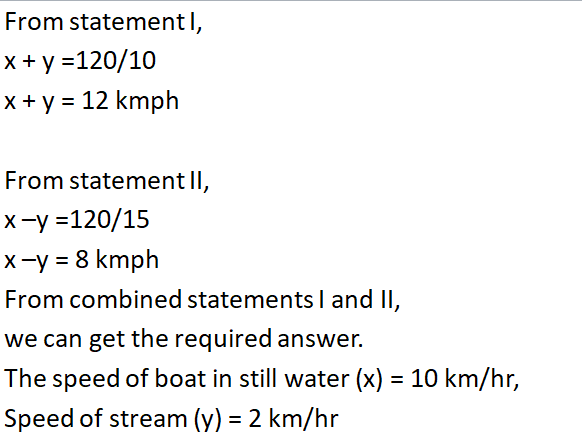 From statement I,
x + y =120/10
x + y = 12 kmph
From statement II,
x –y =120/15
x –y = 8 kmph
From combined statements I and II,
we can get the required answer.
The speed of boat in still water (x) = 10 km/hr,
Speed of stream (y) = 2 km/hr